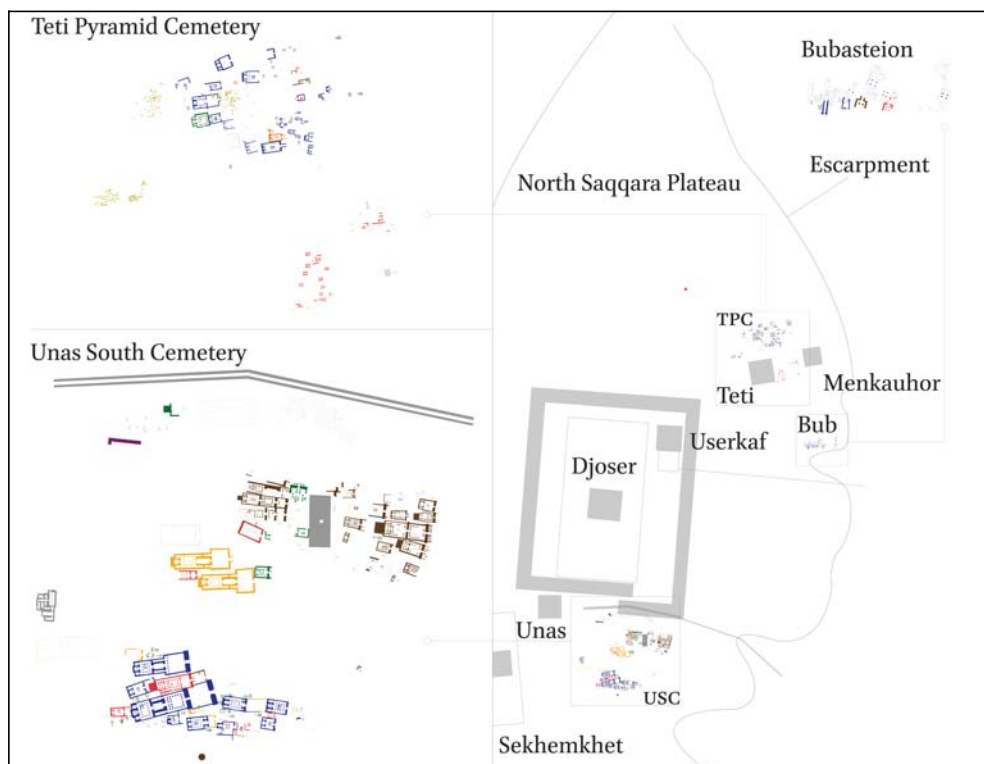 Teti Pyramid Cemetery
Bubasteion
Escarpment
North Saqqara Plateau
TPC
Menkauhor
Teti
Bub
Userkaf
Djoser
Unas South Cemetery
Unas
USC
Sekhemkhet